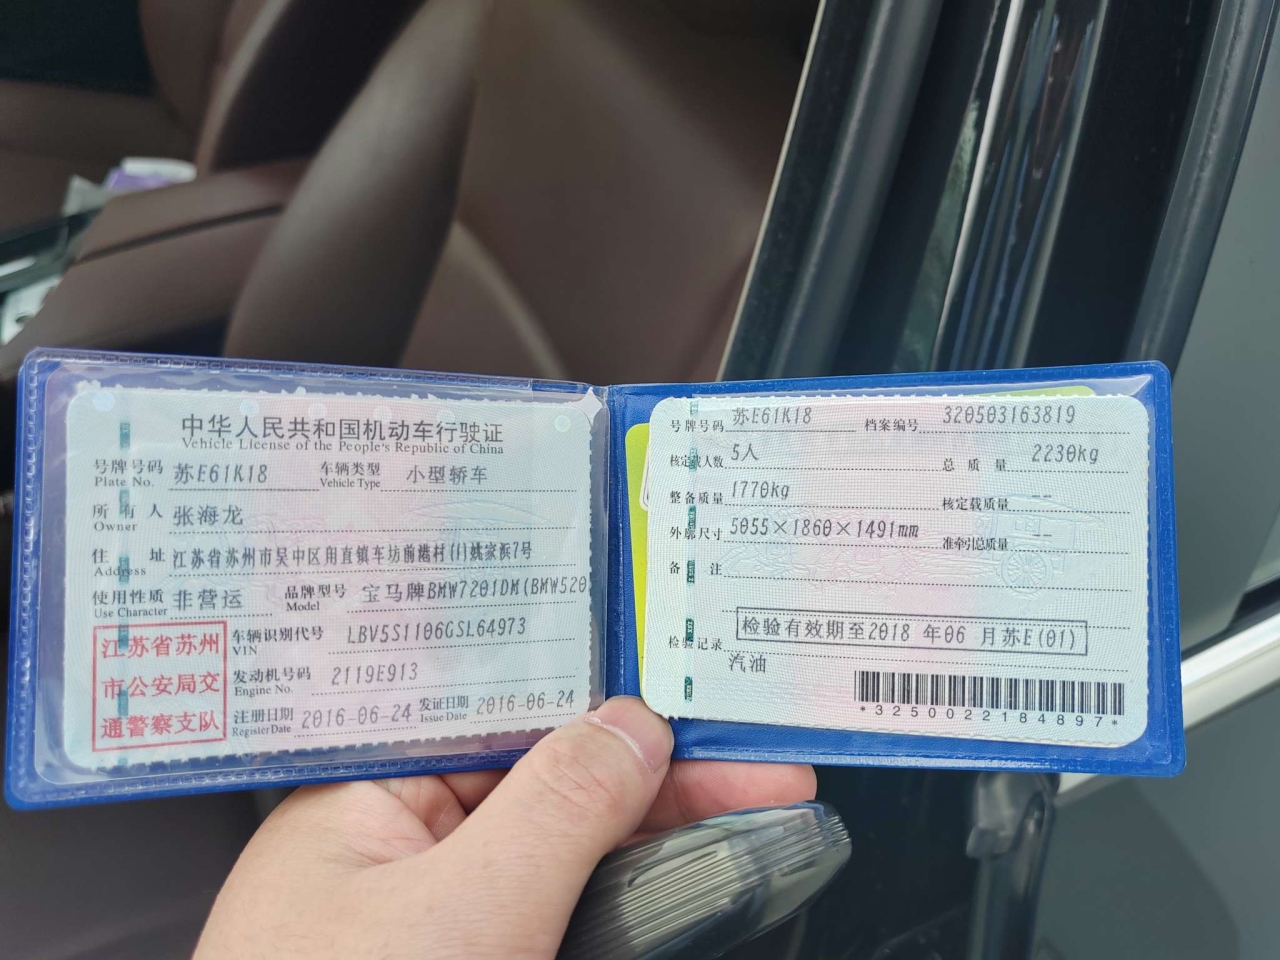 中华人民共和国机动车行驶证
Vehicle License of the People's Republic of China
号牌号码 苏E61K18 车辆类型 小型轿车
Plate No. Vehicle Type
所有人 张海龙
Owner
住址 江苏省苏州市吴中区甪直镇车坊前港村(1)姚家浜7号
Address
使用性质 非营运 品牌型号 宝马牌BMW7201DM(BMW520
Use Character Model
江苏省苏州
市公安局交
通警察支队
车辆识别代号 LBV5S1106GSL64973
VIN
发动机号码 2119E913
Engine No.
注册日期 2016-06-24 发证日期 2016-06-24
Register Date Issue Date
号牌号码 苏E61K18 档案编号 320503163819
核定载人数 5人 总质量 2230kg
整备质量 1770kg 核定载质量 --
外廓尺寸 5055×1860×1491mm 准牵引总质量 --
备注
检验有效期至2018 年06 月苏E(01)
检验记录
汽油
*3250022184897*